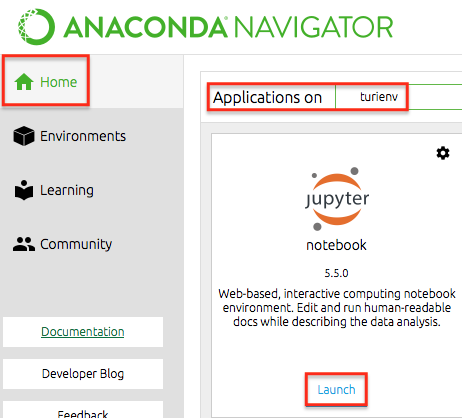 ANACONDA NAVIGATOR
Home
Applications on turienv
Environments
Learning
Community
jupyter
notebook
5.5.0
Web-based, interactive computing notebook
environment. Edit and run human-readable
docs while describing the data analysis.
Launch
Documentation
Developer Blog
Feedback